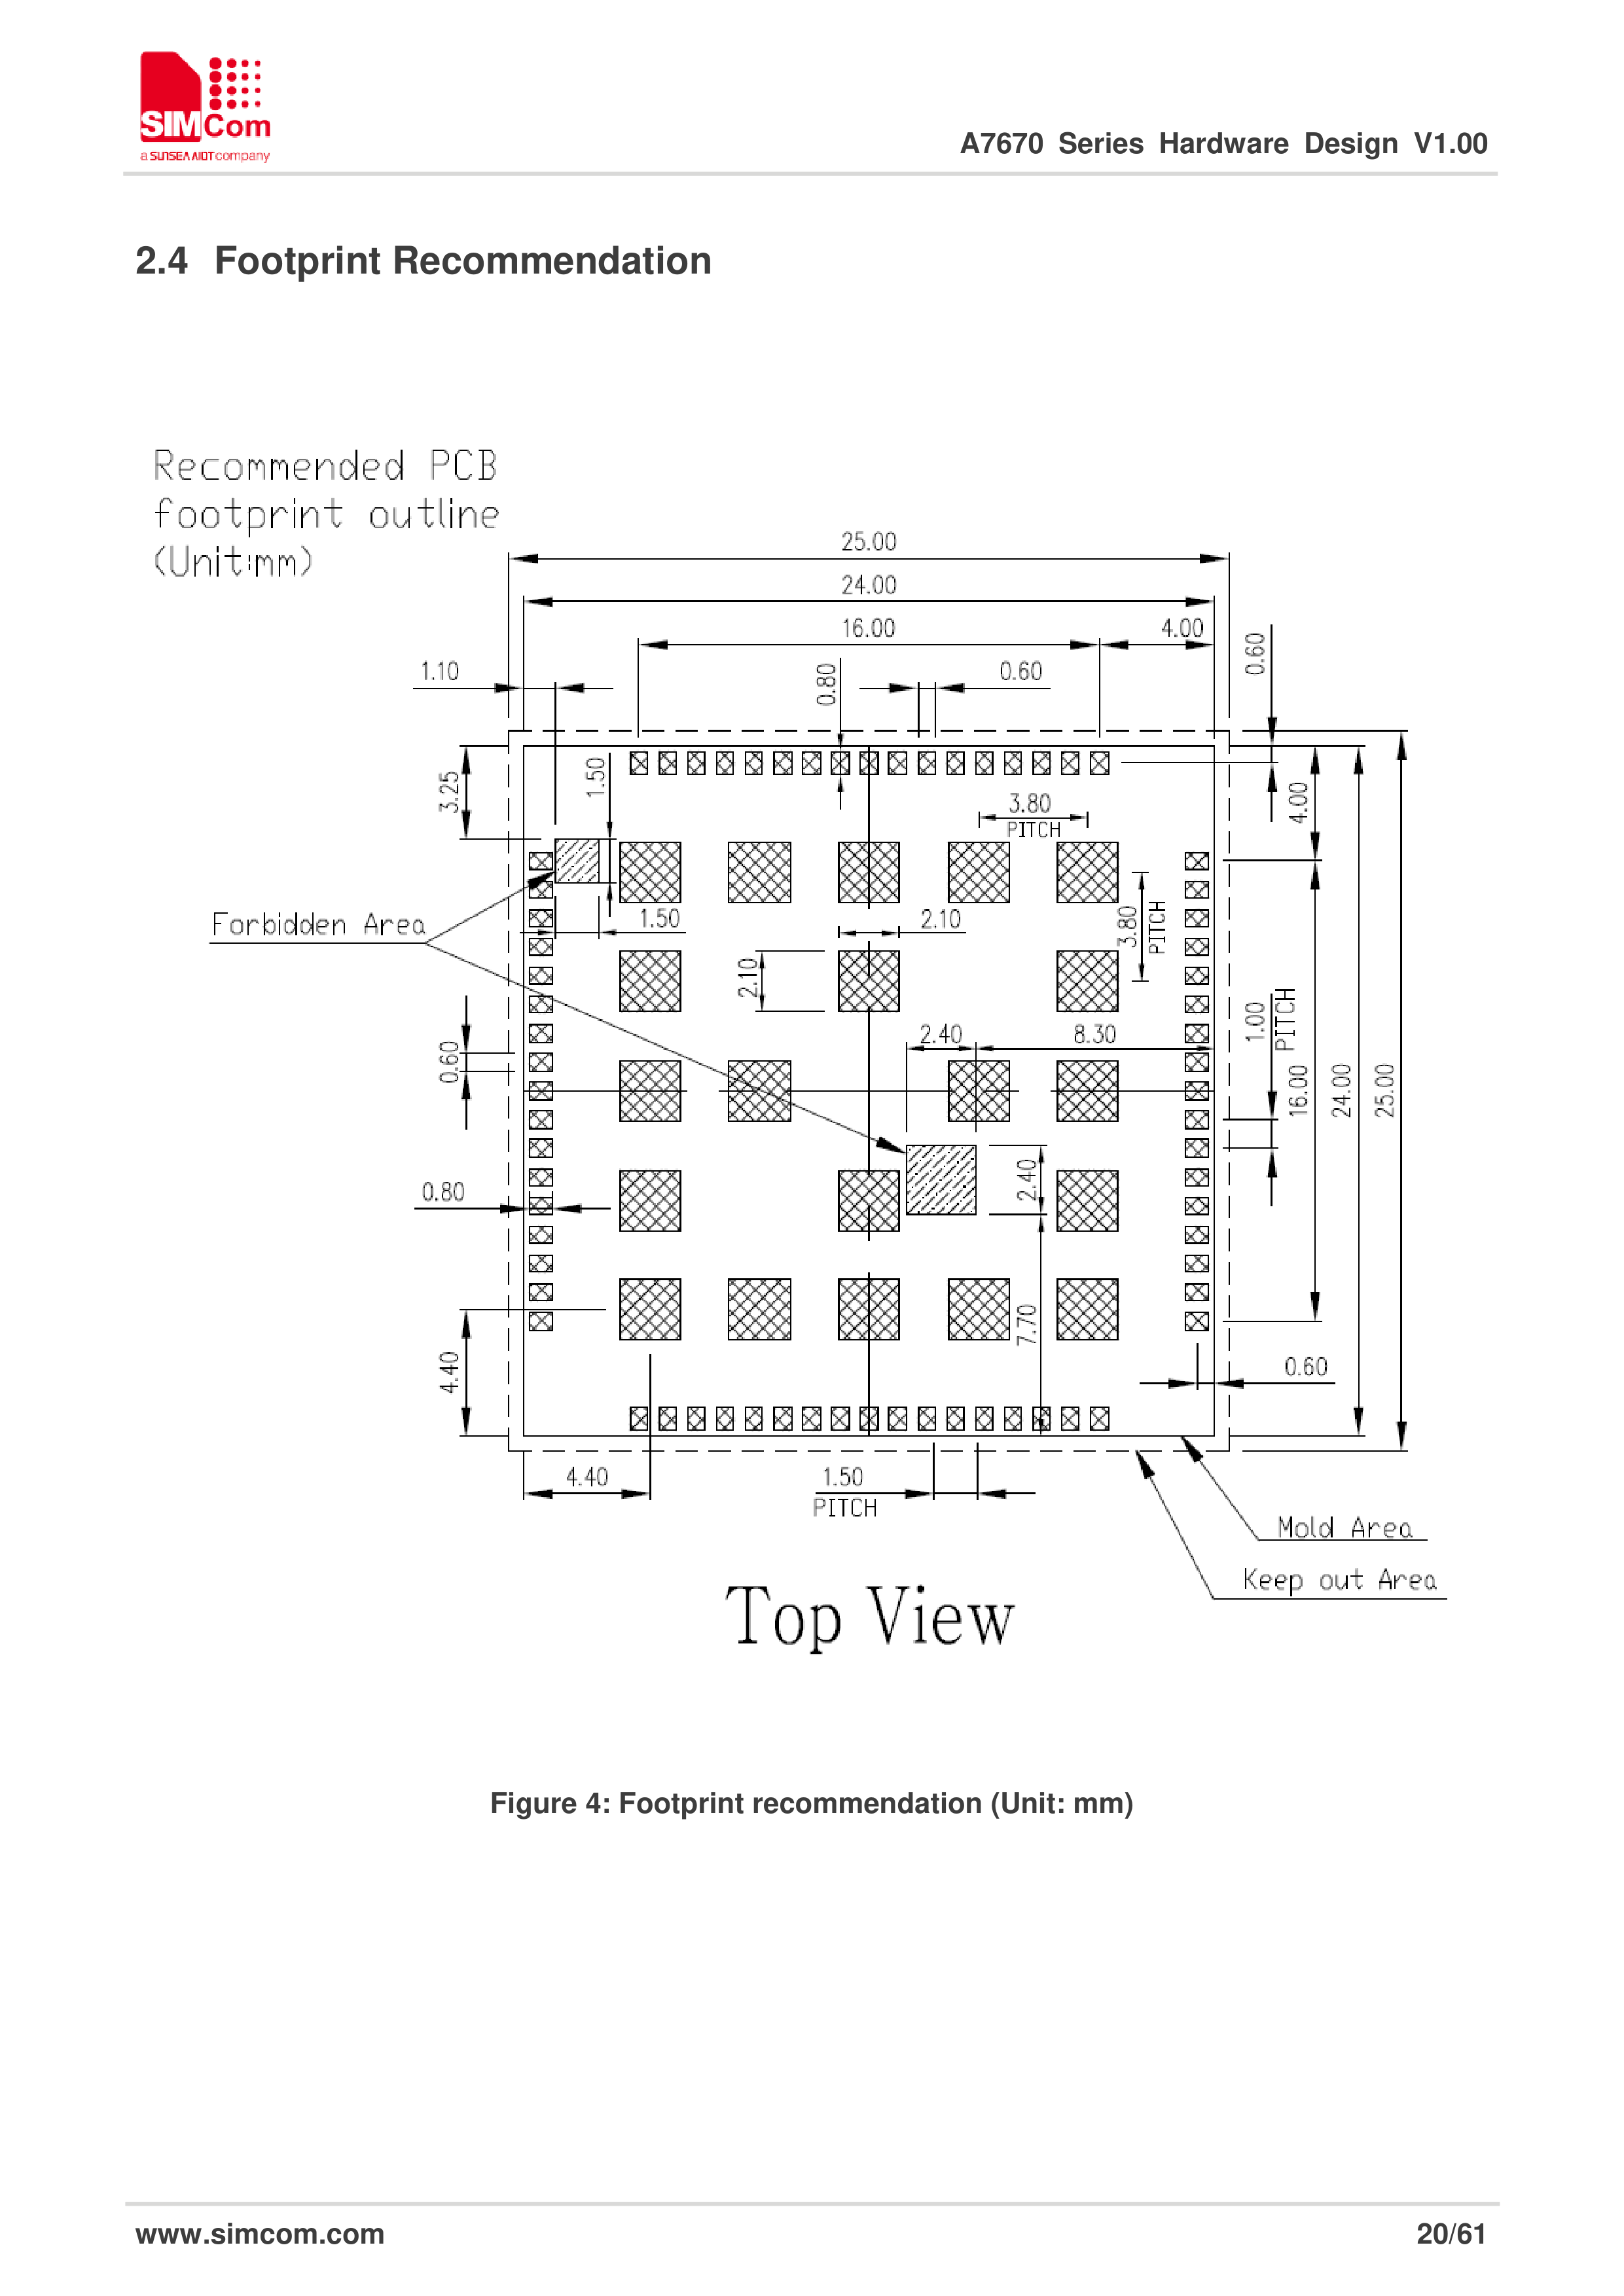 SIMCom
a SUNSEA AIOT company
A7670 Series Hardware Design V1.00
2.4 Footprint Recommendation
Recommended PCB
footprint outline
(Unit:mm)
25.00
24.00
16.00
4.00
0.60
1.10
0.80
0.60
3.25
1.50
4.00
3.80
PITCH
Forbidden Area
1.50
2.10
3.80
PITCH
2.10
2.40
8.30
1.00
PITCH
0.60
16.00
24.00
25.00
0.80
2.40
7.70
4.40
0.60
4.40
1.50
PITCH
Mold Area
Keep out Area
Top View
Figure 4: Footprint recommendation (Unit: mm)
www.simcom.com
20/61